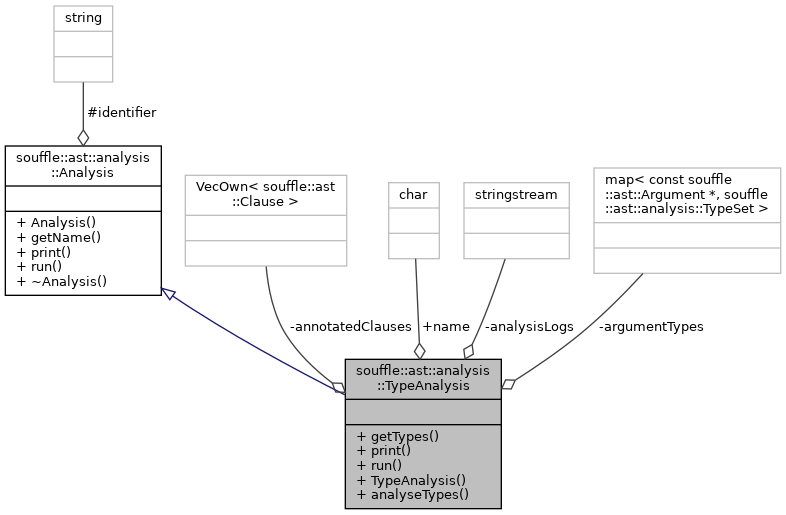 string
#identifier
souffle::ast::analysis
::Analysis
+ Analysis()
+ getName()
+ print()
+ run()
+ ~Analysis()
VecOwn< souffle::ast
::Clause >
char
stringstream
map< const souffle
::ast::Argument *, souffle
::ast::analysis::TypeSet >
-annotatedClauses
+name
-analysisLogs
-argumentTypes
souffle::ast::analysis
::TypeAnalysis
+ getTypes()
+ print()
+ run()
+ TypeAnalysis()
+ analyseTypes()